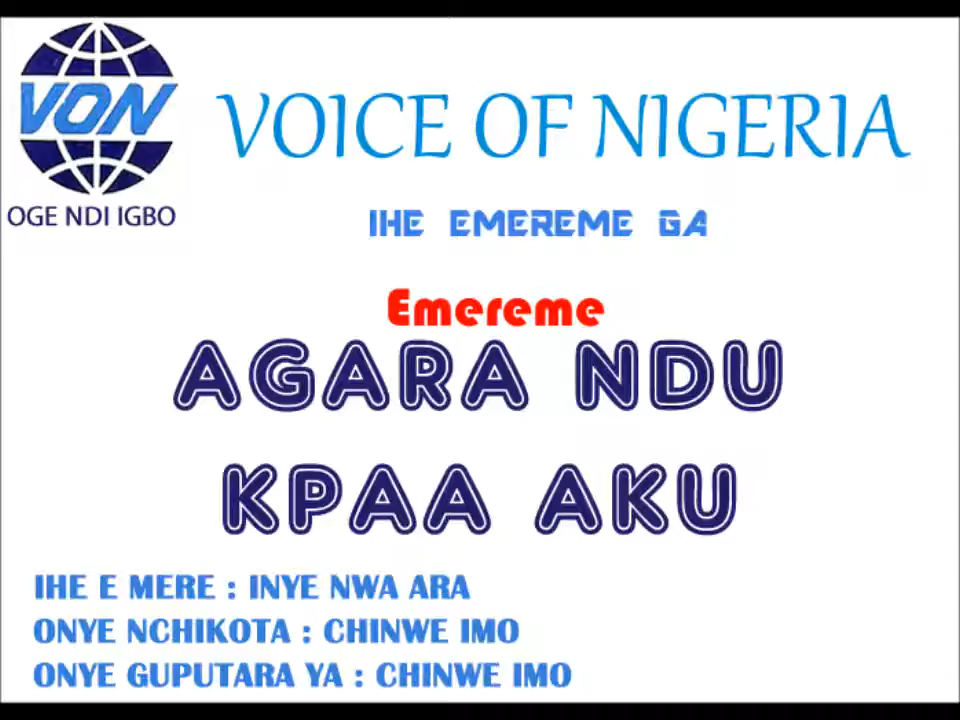 VON
OGE NDI IGBO
VOICE OF NIGERIA
IHE EMEREME GA
Emereme
AGARA NDU
KPAA AKU
IHE E MERE : INYE NWA ARA
ONYE NCHIKOTA : CHINWE IMO
ONYE GUPUTARA YA : CHINWE IMO